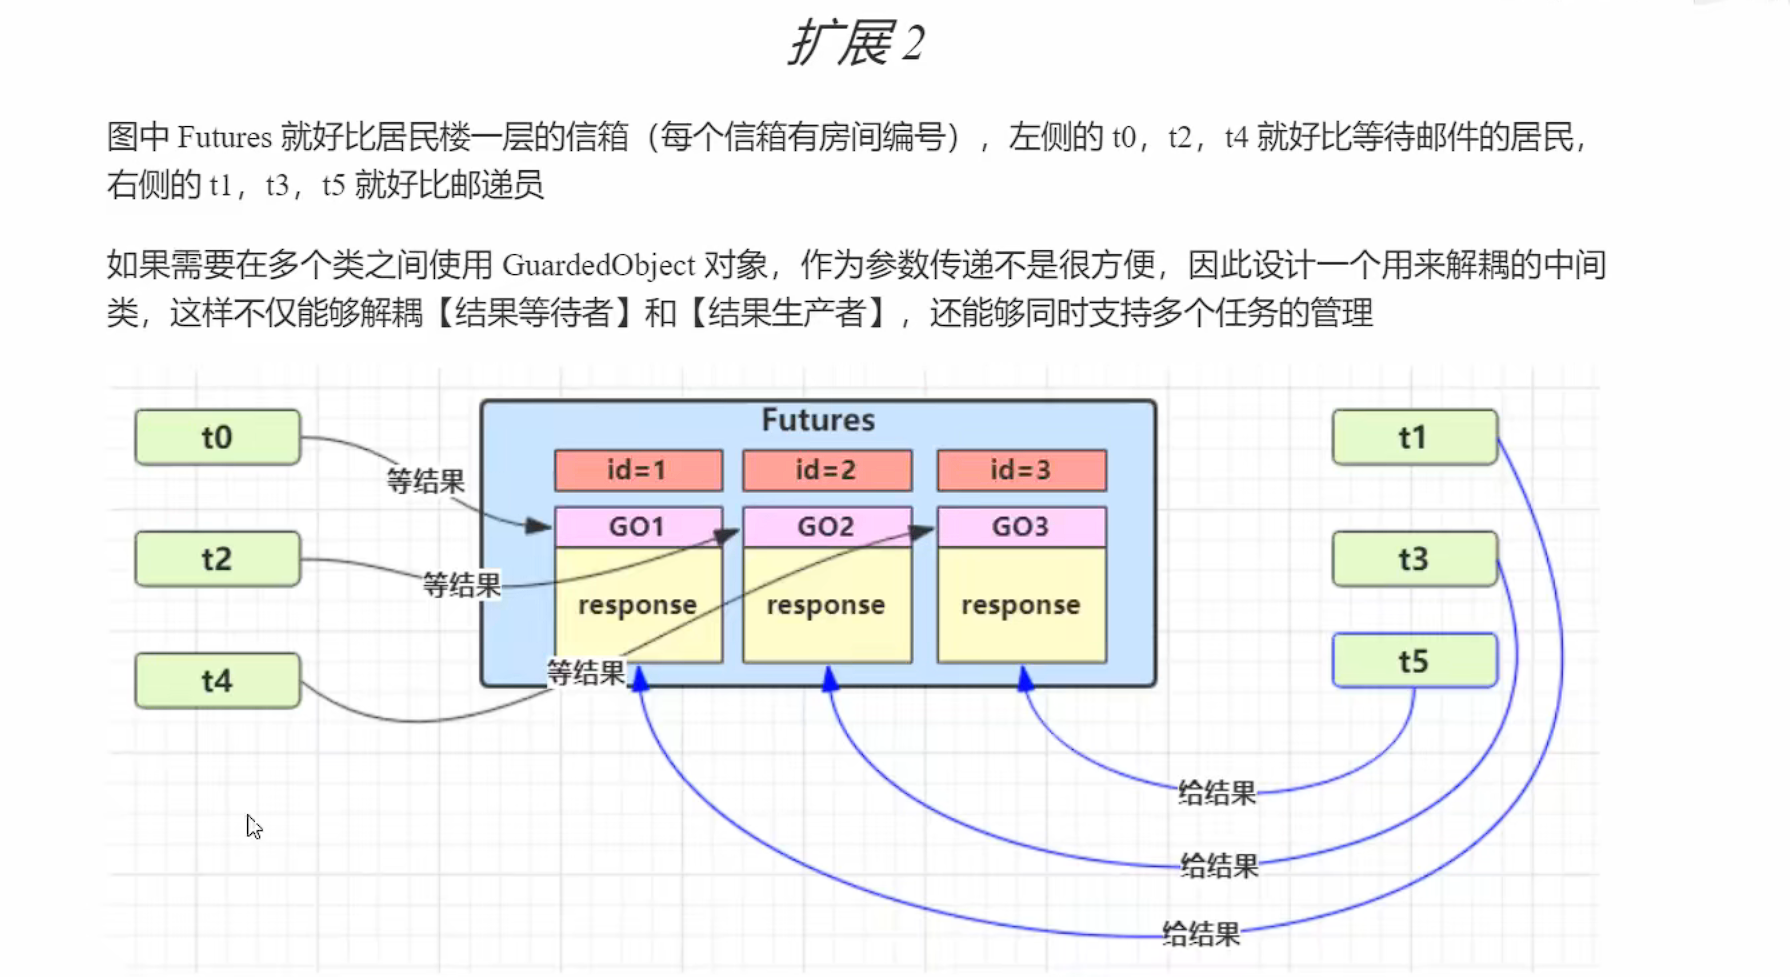 扩展 2
图中 Futures 就好比居民楼一层的信箱（每个信箱有房间编号），左侧的 t0，t2，t4 就好比等待邮件的居民，
右侧的 t1，t3，t5 就好比邮递员
如果需要在多个类之间使用 GuardedObject 对象，作为参数传递不是很方便，因此设计一个用来解耦的中间
类，这样不仅能够解耦【结果等待者】和【结果生产者】，还能够同时支持多个任务的管理
Futures
t0
t1
id=1
id=2
id=3
等结果
GO1
GO2
GO3
t2
t3
等结果
response
response
response
t4
等结果
t5
给结果
给结果
给结果